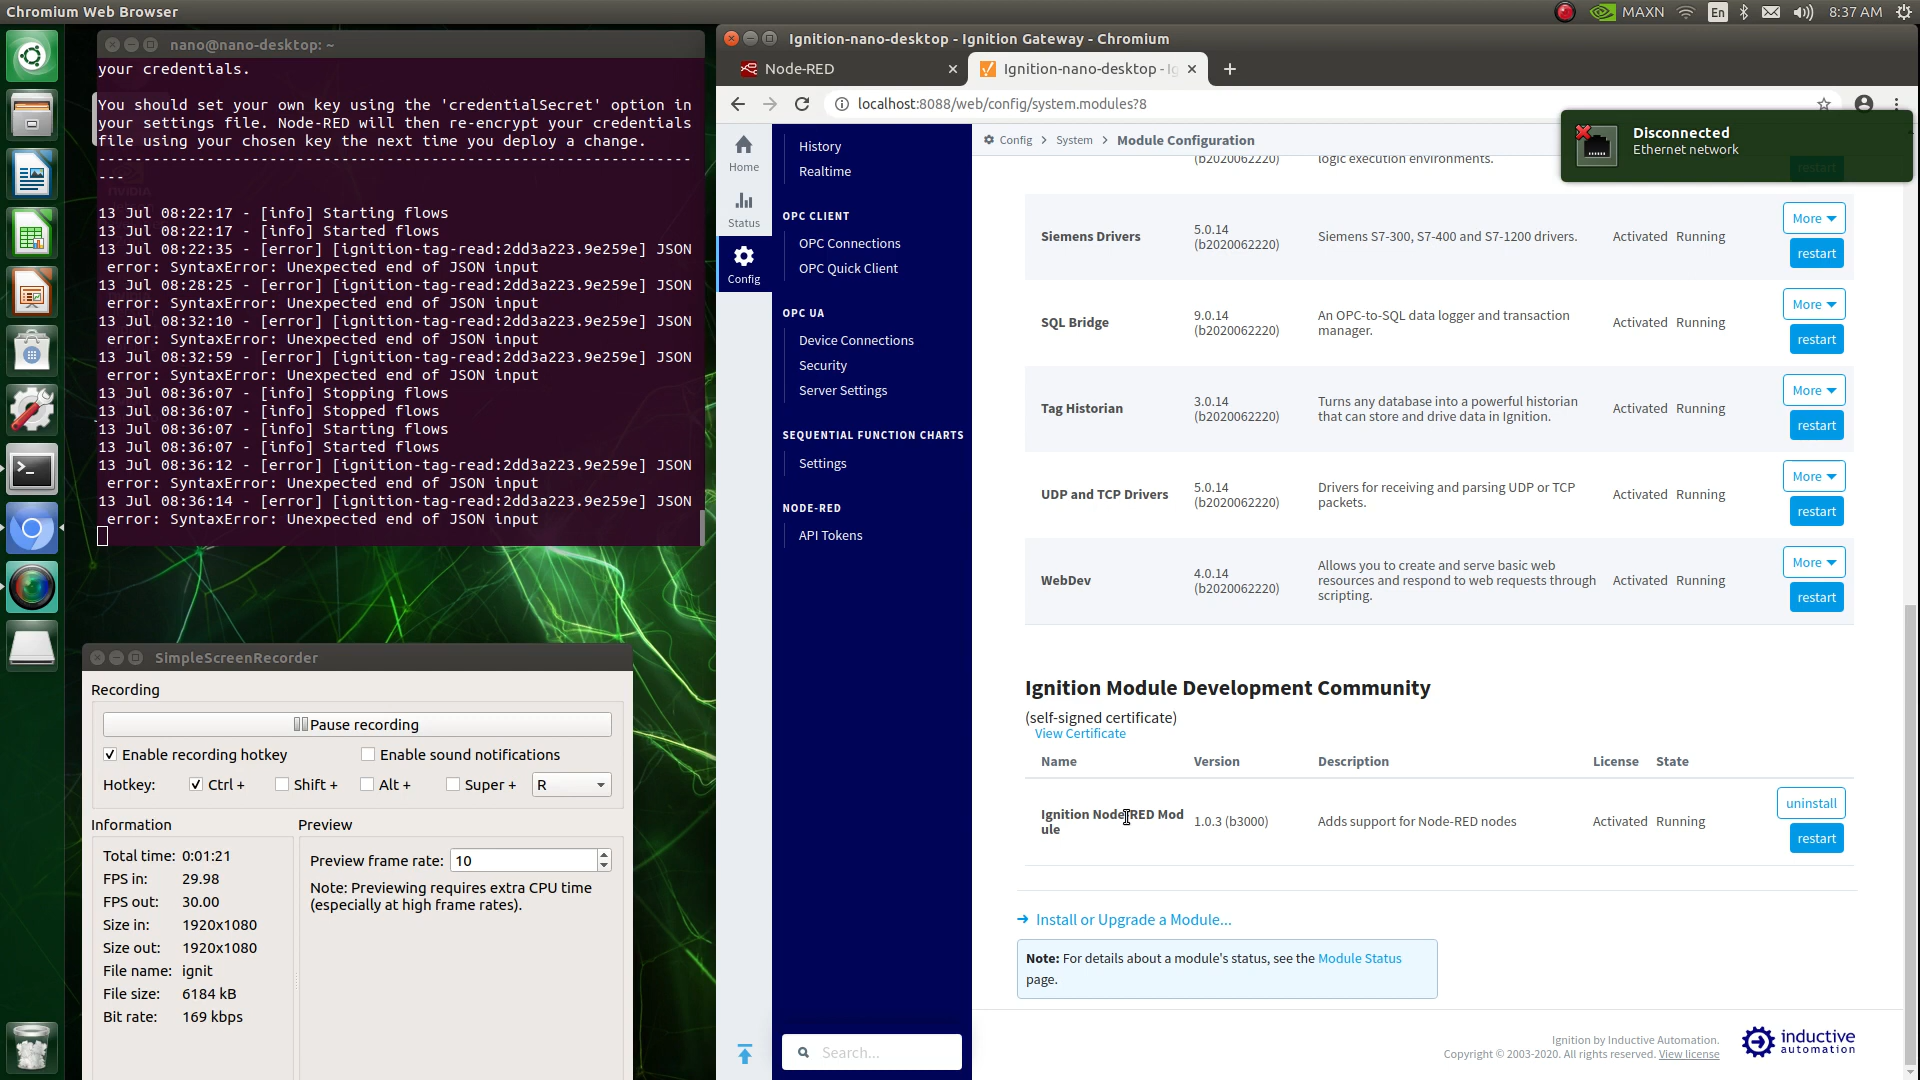 Chromium Web Browser
MAXN
En
8:37 AM
nano@nano-desktop: ~
your credentials.
You should set your own key using the 'credentialSecret' option in
your settings file. Node-RED will then re-encrypt your credentials
file using your chosen key the next time you deploy a change.
---------------------------------------------------------------------
13 Jul 08:22:17 - [info] Starting flows
13 Jul 08:22:17 - [info] Started flows
13 Jul 08:22:35 - [error] [ignition-tag-read:2dd3a223.9e259e] JSON
error: SyntaxError: Unexpected end of JSON input
13 Jul 08:28:25 - [error] [ignition-tag-read:2dd3a223.9e259e] JSON
error: SyntaxError: Unexpected end of JSON input
13 Jul 08:32:10 - [error] [ignition-tag-read:2dd3a223.9e259e] JSON
error: SyntaxError: Unexpected end of JSON input
13 Jul 08:32:59 - [error] [ignition-tag-read:2dd3a223.9e259e] JSON
error: SyntaxError: Unexpected end of JSON input
13 Jul 08:36:07 - [info] Stopping flows
13 Jul 08:36:07 - [info] Stopped flows
13 Jul 08:36:07 - [info] Starting flows
13 Jul 08:36:07 - [info] Started flows
13 Jul 08:36:12 - [error] [ignition-tag-read:2dd3a223.9e259e] JSON
error: SyntaxError: Unexpected end of JSON input
13 Jul 08:36:14 - [error] [ignition-tag-read:2dd3a223.9e259e] JSON
error: SyntaxError: Unexpected end of JSON input
SimpleScreenRecorder
Recording
Pause recording
Enable recording hotkey
Enable sound notifications
Hotkey: Ctrl + Shift + Alt + Super + R
Information
Total time: 0:01:21
FPS in: 29.98
FPS out: 30.00
Size in: 1920x1080
Size out: 1920x1080
File name: ignit
File size: 6184 kB
Bit rate: 169 kbps
Preview
Preview frame rate: 10
Note: Previewing requires extra CPU time
(especially at high frame rates).
Ignition-nano-desktop - Ignition Gateway - Chromium
Node-RED
Ignition-nano-desktop - Ig
localhost:8088/web/config/system.modules?8
Disconnected
Ethernet network
Home
Status
Config
History
Realtime
OPC CLIENT
OPC Connections
OPC Quick Client
OPC UA
Device Connections
Security
Server Settings
SEQUENTIAL FUNCTION CHARTS
Settings
NODE-RED
API Tokens
Search...
Config > System > Module Configuration
(b2020062220) logic execution environments. restart
Siemens Drivers 5.0.14 (b2020062220) Siemens S7-300, S7-400 and S7-1200 drivers. Activated Running More restart
SQL Bridge 9.0.14 (b2020062220) An OPC-to-SQL data logger and transaction manager. Activated Running More restart
Tag Historian 3.0.14 (b2020062220) Turns any database into a powerful historian that can store and drive data in Ignition. Activated Running More restart
UDP and TCP Drivers 5.0.14 (b2020062220) Drivers for receiving and parsing UDP or TCP packets. Activated Running More restart
WebDev 4.0.14 (b2020062220) Allows you to create and serve basic web resources and respond to web requests through scripting. Activated Running More restart
Ignition Module Development Community
(self-signed certificate)
View Certificate
Name Version Description License State
Ignition Node-RED Module 1.0.3 (b3000) Adds support for Node-RED nodes Activated Running uninstall restart
Install or Upgrade a Module...
Note: For details about a module's status, see the Module Status
page.
Ignition by Inductive Automation.
Copyright © 2003-2020. All rights reserved. View license
inductive
automation